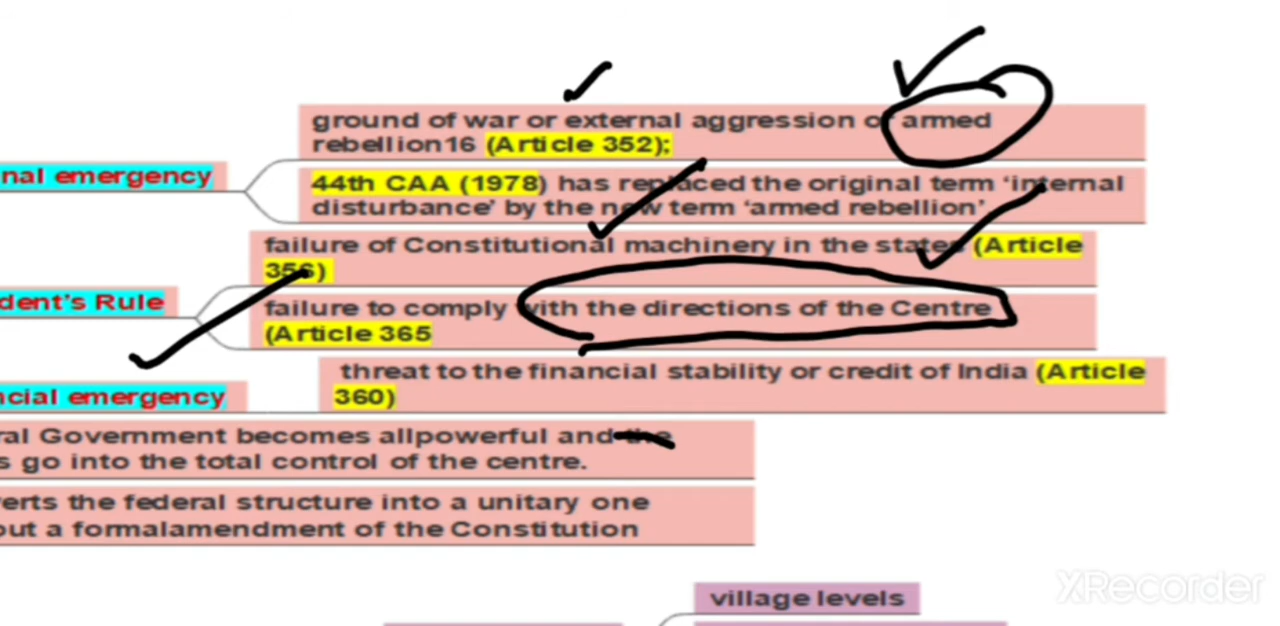 ground of war or external aggression or armed
rebellion16 (Article 352);
nal emergency
44th CAA (1978) has replaced the original term ‘internal
disturbance’ by the new term ‘armed rebellion’
failure of Constitutional machinery in the states (Article
356)
dent’s Rule
failure to comply with the directions of the Centre
(Article 365
threat to the financial stability or credit of India (Article
360)
ncial emergency
ral Government becomes allpowerful and the
s go into the total control of the centre.
erts the federal structure into a unitary one
out a formalamendment of the Constitution
village levels
XRecorder